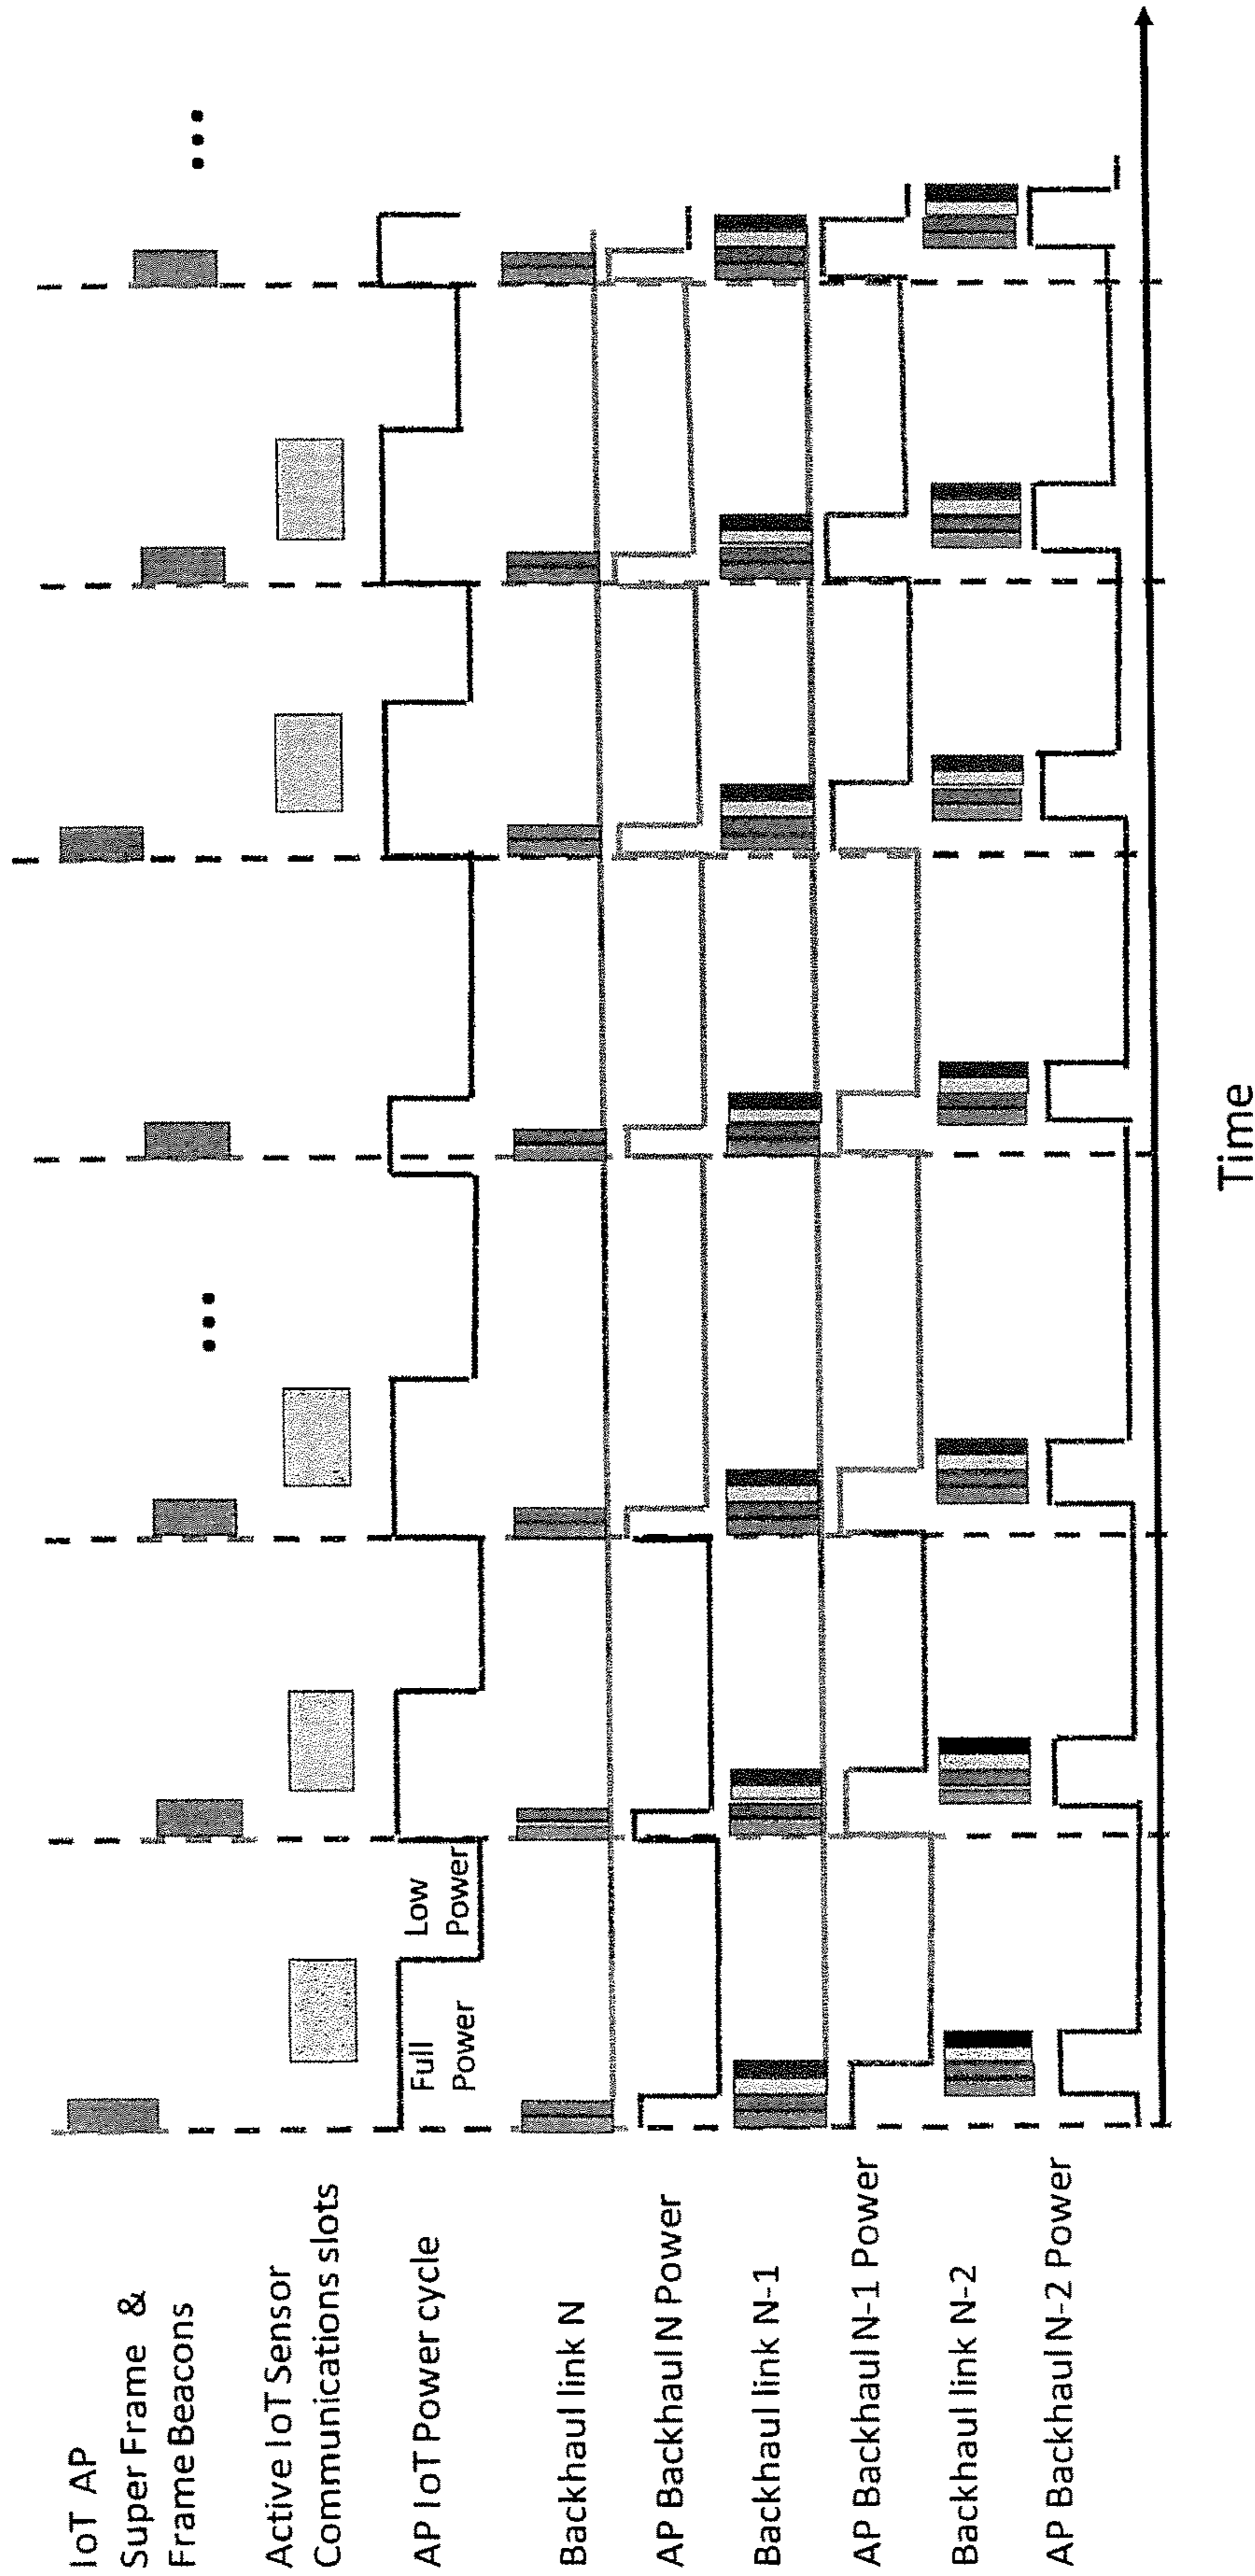 IoT AP
Super Frame &
Frame Beacons
Active IoT Sensor
Communications slots
AP IoT Power cycle
Full
Power
Low
Power
Backhaul link N
AP Backhaul N Power
Backhaul link N-1
AP Backhaul N-1 Power
Backhaul link N-2
AP Backhaul N-2 Power
Time